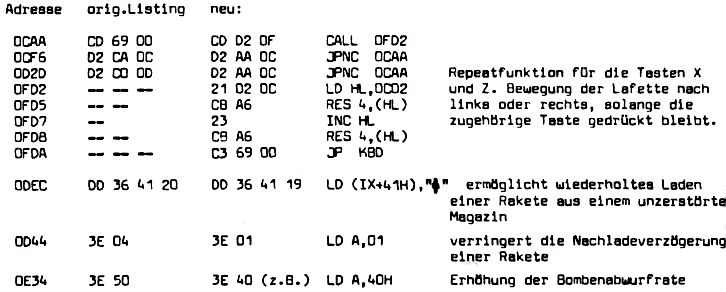 Adresse orig.Listing neu:
0CAA CD 69 00 CD D2 0F CALL 0FD2
0CF6 D2 CA 0C D2 AA 0C JPNC 0CAA
0D2D D2 C0 0D D2 AA 0C JPNC 0CAA Repeatfunktion für die Tasten X
0FD2 -- -- -- 21 D2 0C LD HL,0CD2 und Z. Bewegung der Lafette nach
0FD5 -- -- CB A6 RES 4,(HL) links oder rechts, solange die
0FD7 -- 23 INC HL zugehörige Taste gedrückt bleibt.
0FD8 -- -- CB A6 RES 4,(HL)
0FDA -- -- -- C3 69 00 JP KBD
0DEC DD 36 41 20 DD 36 41 19 LD (IX+41H)," " ermöglicht wiederholtes Laden
einer Rakete aus einem unzerstörte
Magazin
0D44 3E 04 3E 01 LD A,01 verringert die Nachladeverzögerung
einer Rakete
0E34 3E 50 3E 40 (z.B.) LD A,40H Erhöhung der Bombenabwurfrate